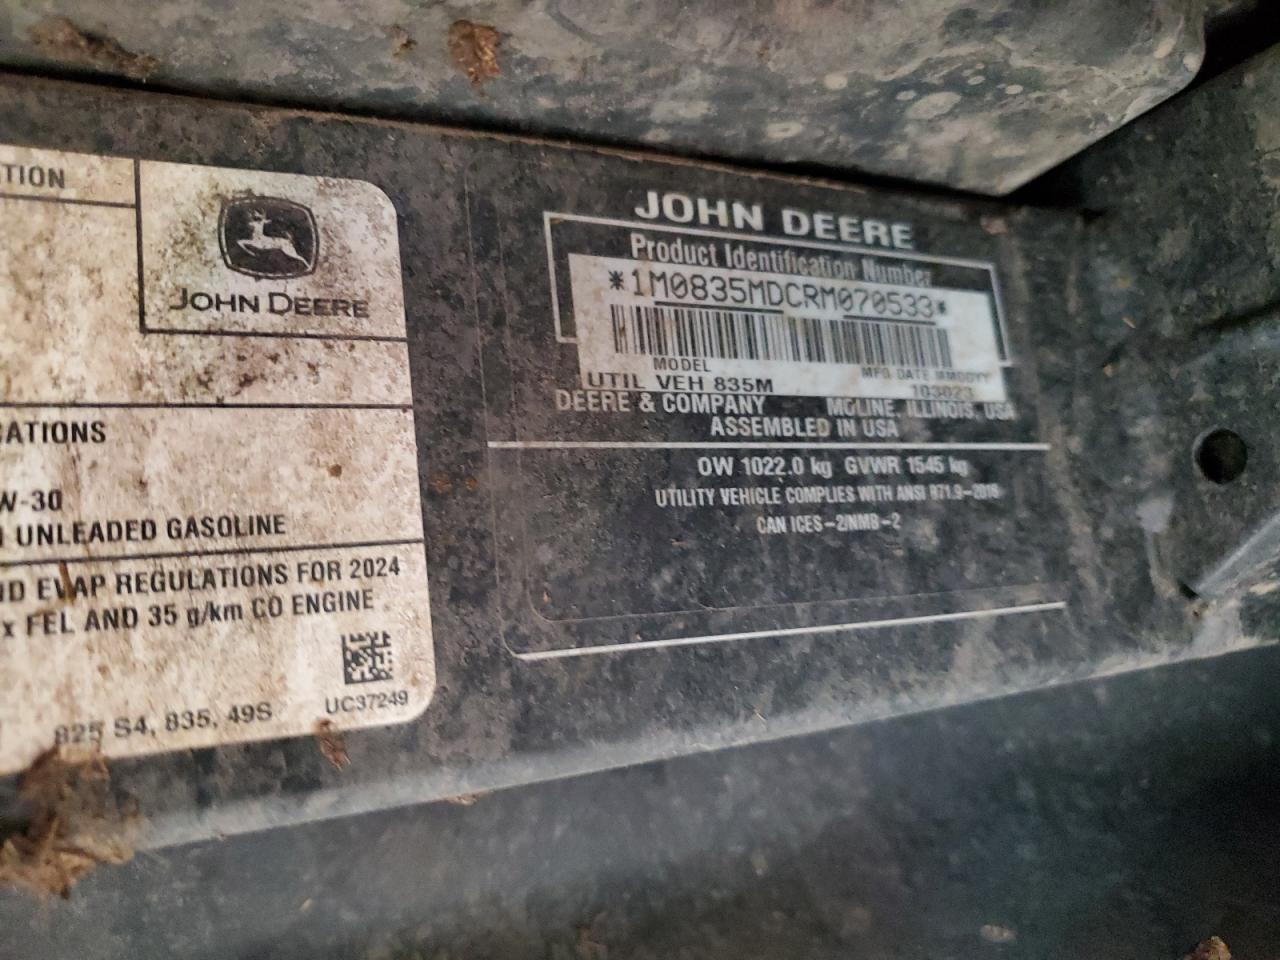 TION
JOHN DEERE
CATIONS
W-30
UNLEADED GASOLINE
ND EVAP REGULATIONS FOR 2024
x FEL AND 35 g/km CO ENGINE
UC37249
825 S4, 835, 49S
JOHN DEERE
Product Identification Number
*1M0835MDCRM070533*
MODEL MFG DATE MMDDYY
UTIL VEH 835M 103023
DEERE & COMPANY MOLINE, ILLINOIS, USA
ASSEMBLED IN USA
OW 1022.0 kg GVWR 1545 kg
UTILITY VEHICLE COMPLIES WITH ANSI B71.9-2016
CAN ICES-2/NMB-2